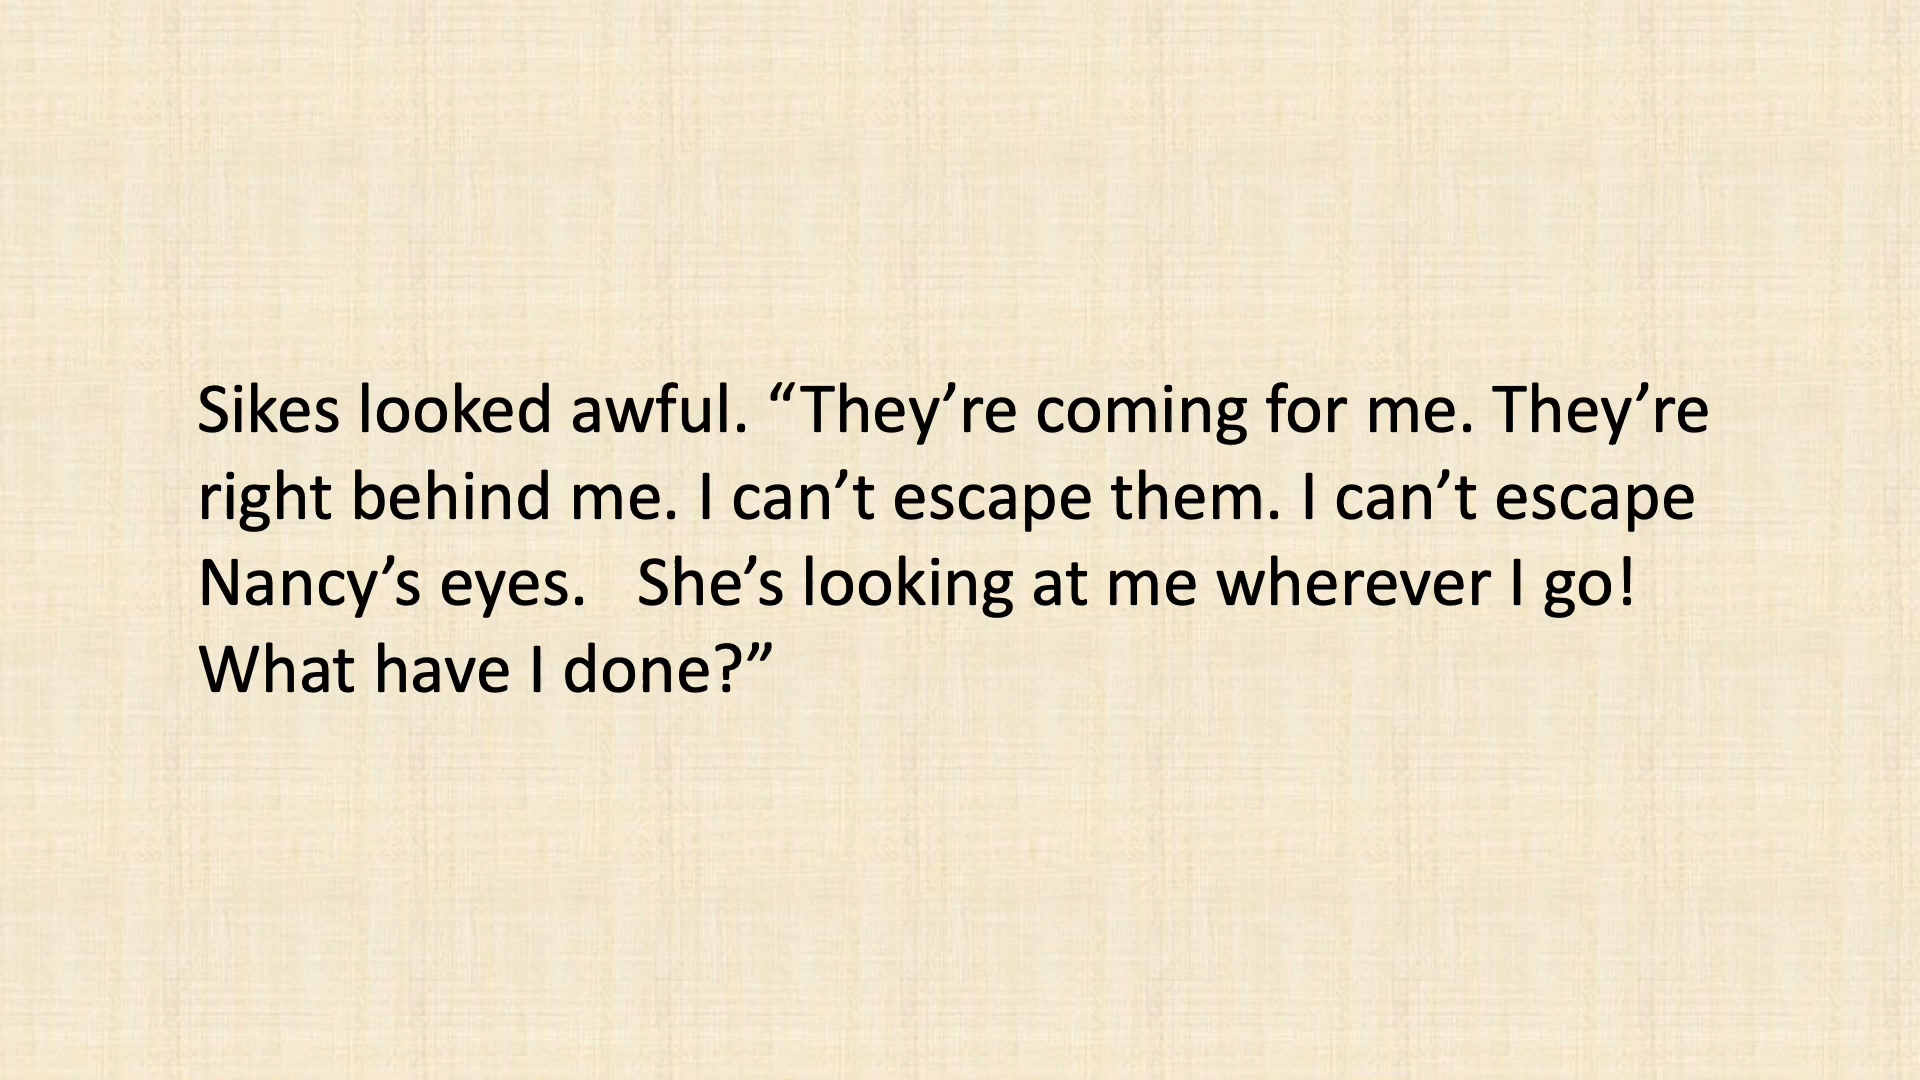 Sikes looked awful. “They’re coming for me. They’re
right behind me. I can’t escape them. I can’t escape
Nancy’s eyes.   She’s looking at me wherever I go!
What have I done?”